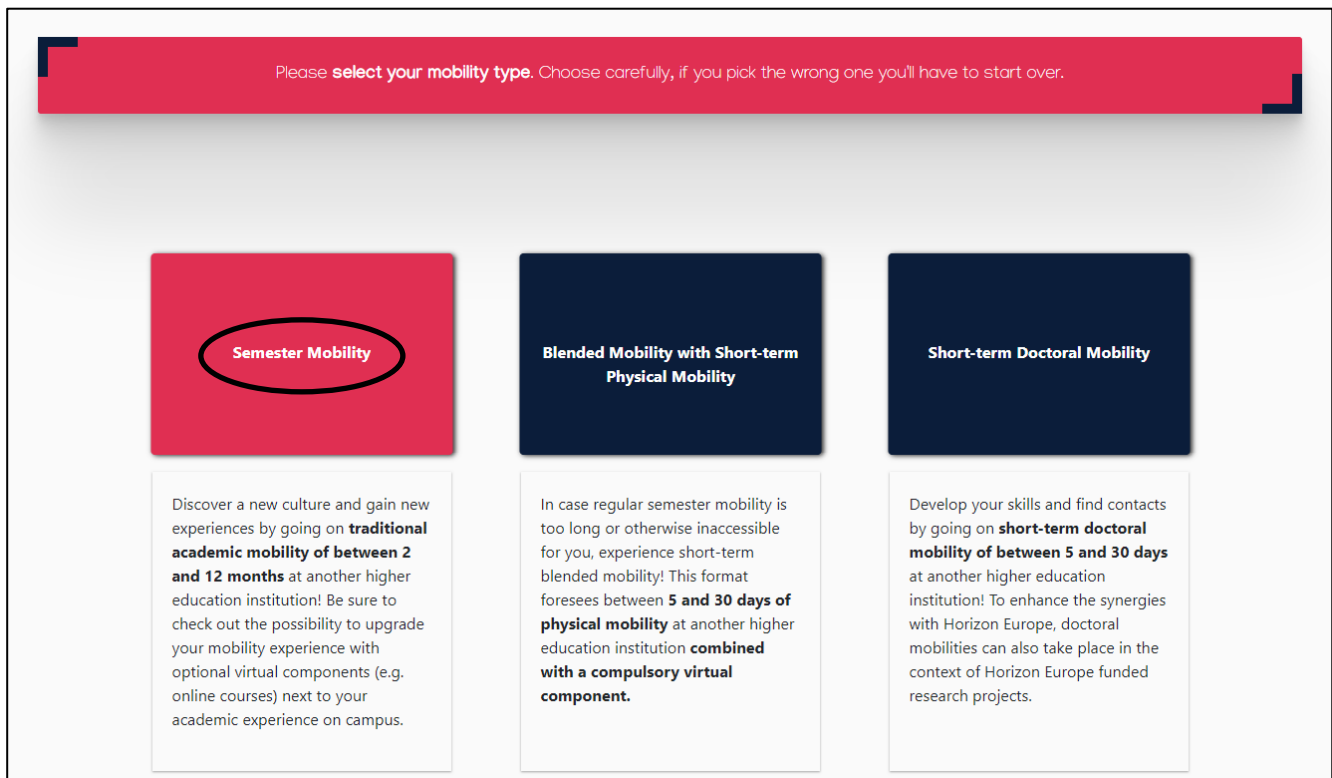 Please select your mobility type. Choose carefully, if you pick the wrong one you'll have to start over.
Semester Mobility
Blended Mobility with Short-term
Physical Mobility
Short-term Doctoral Mobility
Discover a new culture and gain new
experiences by going on traditional
academic mobility of between 2
and 12 months at another higher
education institution! Be sure to
check out the possibility to upgrade
your mobility experience with
optional virtual components (e.g.
online courses) next to your
academic experience on campus.
In case regular semester mobility is
too long or otherwise inaccessible
for you, experience short-term
blended mobility! This format
foresees between 5 and 30 days of
physical mobility at another higher
education institution combined
with a compulsory virtual
component.
Develop your skills and find contacts
by going on short-term doctoral
mobility of between 5 and 30 days
at another higher education
institution! To enhance the synergies
with Horizon Europe, doctoral
mobilities can also take place in the
context of Horizon Europe funded
research projects.